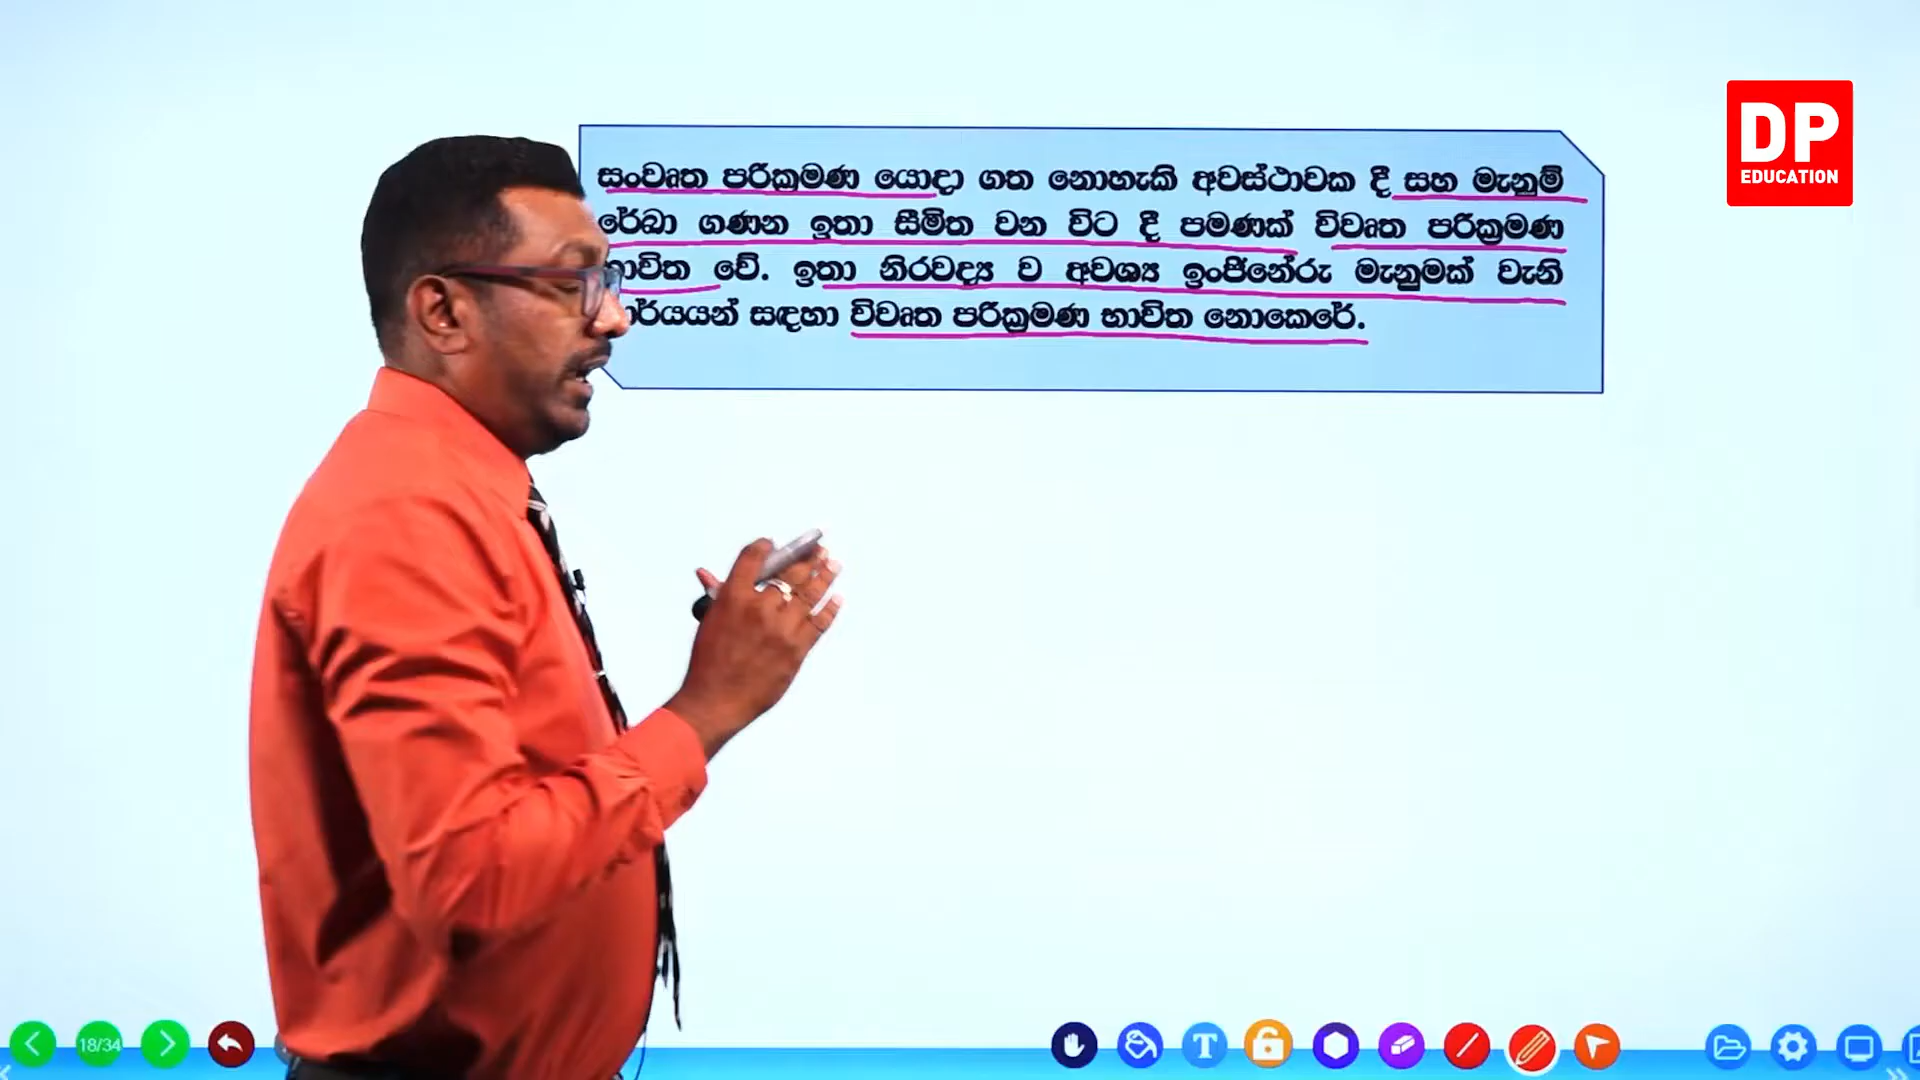 DP
EDUCATION
සංවෘත පරික්‍රමණ යොදා ගත නොහැකි අවස්ථාවක දී සහ මැනුම්
රේඛා ගණන ඉතා සීමිත වන විට දී පමණක් විවෘත පරික්‍රමණ
වේ. ඉතා නිරවද්‍ය ව අවශ්‍ය ඉංජිනේරු මැනුමක් වැනි
සඳහා විවෘත පරික්‍රමණ භාවිත නොකෙරේ.
18/34
T